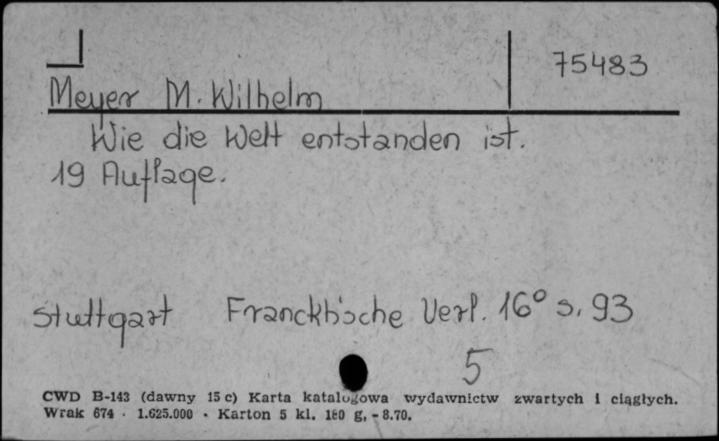 75483
Meyer M. Wilhelm
Wie die Welt entstanden ist.
19 Auflage.
Stuttgart Franckh'sche Verl. 16° s. 93
5
CWD B-143 (dawny 15 c) Karta katalogowa wydawnictw zwartych i ciągłych.
Wrak 674 · 1.625.000 · Karton 5 kl. 180 g. - 8.70.